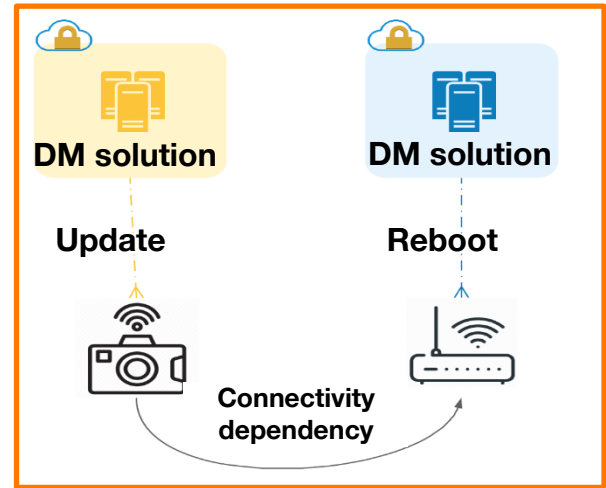 DM solution
DM solution
Update
Reboot
Connectivity
dependency